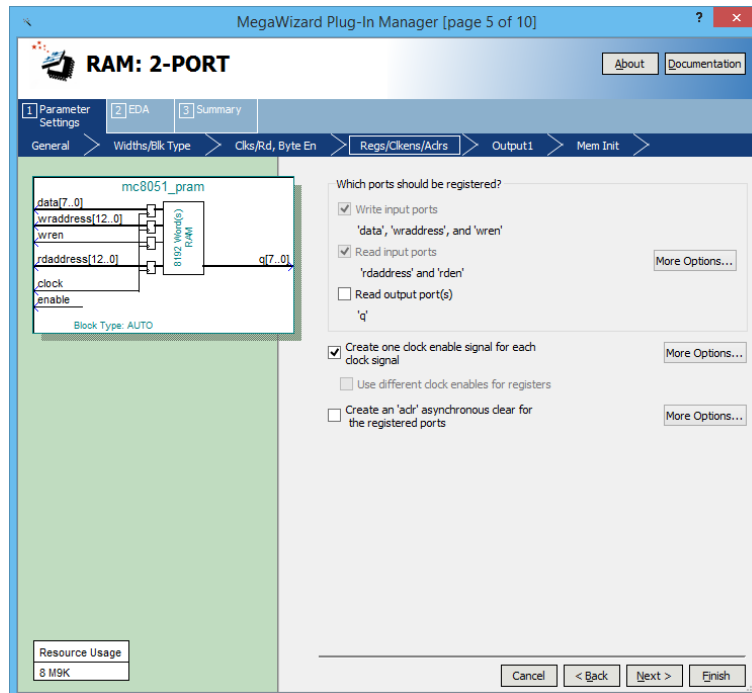 MegaWizard Plug-In Manager [page 5 of 10]
? ×
RAM: 2-PORT
About
Documentation
1 Parameter Settings
2 EDA
3 Summary
General
Widths/Blk Type
Clks/Rd, Byte En
Regs/Clkens/Aclrs
Output1
Mem Init
mc8051_pram
data[7..0]
wraddress[12..0]
wren
rdaddress[12..0]
clock
enable
8192 Word(s)
RAM
q[7..0]
Block Type: AUTO
Which ports should be registered?
Write input ports
'data', 'wraddress', and 'wren'
Read input ports
'rdaddress' and 'rden'
More Options...
Read output port(s)
'q'
Create one clock enable signal for each
clock signal
More Options...
Use different clock enables for registers
Create an 'aclr' asynchronous clear for
the registered ports
More Options...
Resource Usage
8 M9K
Cancel
< Back
Next >
Finish